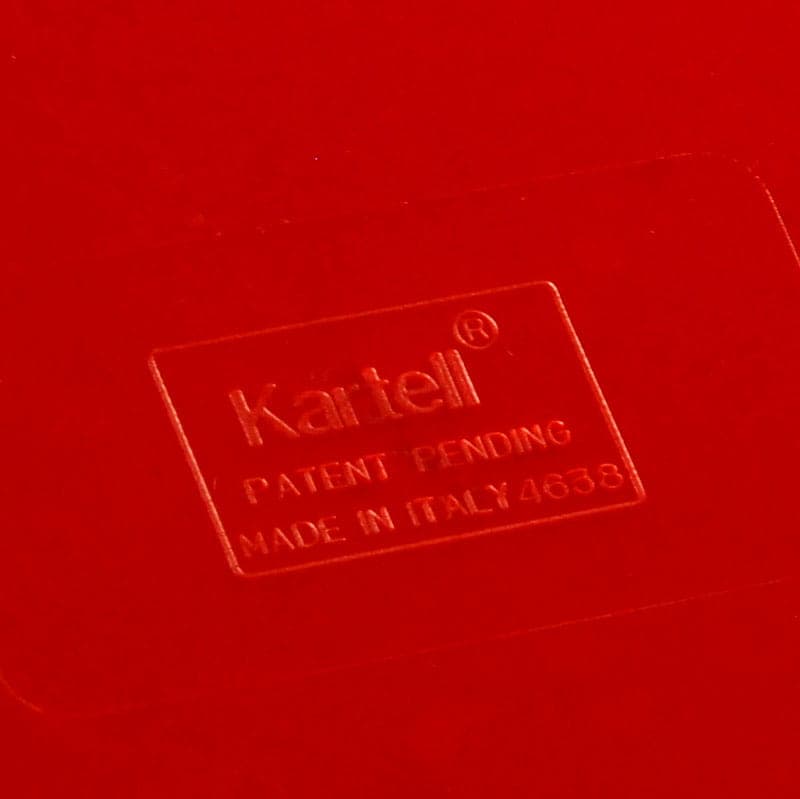 Kartell®
PATENT PENDING
MADE IN ITALY 4638